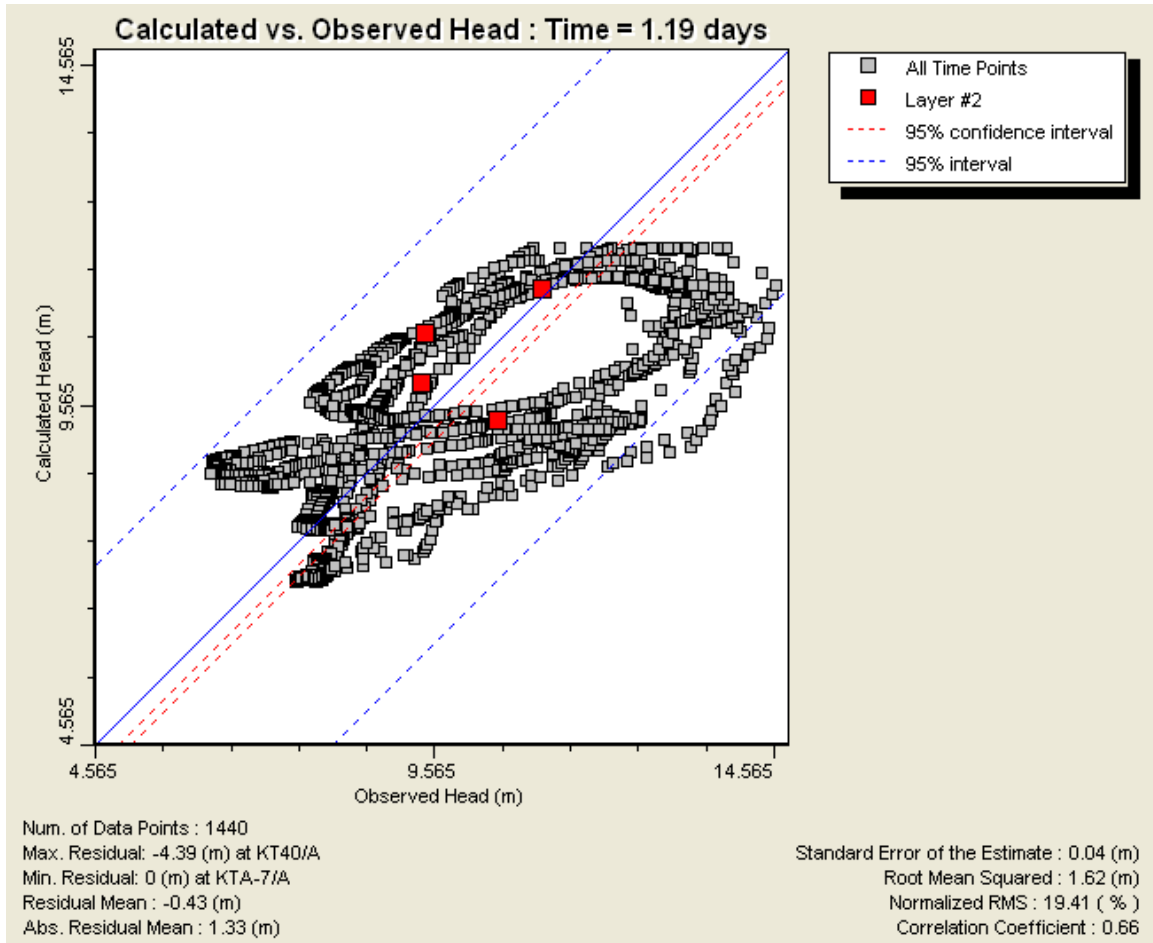 Calculated vs. Observed Head : Time = 1.19 days
All Time Points
Layer #2
95% confidence interval
95% interval
14.565
9.565
4.565
Calculated Head (m)
4.565
9.565
14.565
Observed Head (m)
Num. of Data Points : 1440
Max. Residual: -4.39 (m) at KT40/A
Min. Residual: 0 (m) at KTA-7/A
Residual Mean : -0.43 (m)
Abs. Residual Mean : 1.33 (m)
Standard Error of the Estimate : 0.04 (m)
Root Mean Squared : 1.62 (m)
Normalized RMS : 19.41 ( % )
Correlation Coefficient : 0.66